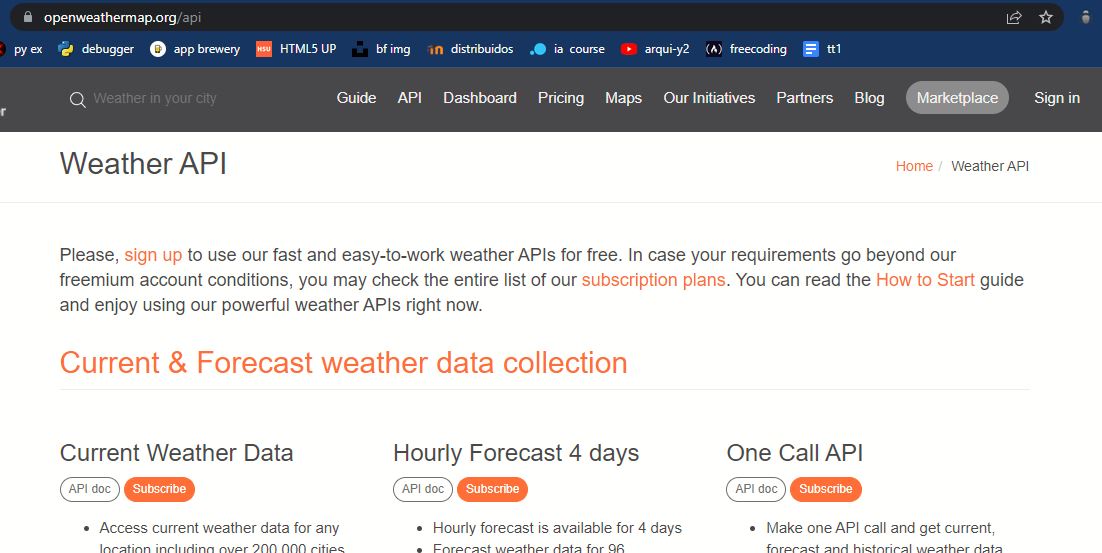 openweathermap.org/api
py ex debugger app brewery HTML5 UP bf img distribuidos ia course arqui-y2 freecoding tt1
Weather in your city Guide API Dashboard Pricing Maps Our Initiatives Partners Blog Marketplace Sign in
Weather API
Home / Weather API
Please, sign up to use our fast and easy-to-work weather APIs for free. In case your requirements go beyond our
freemium account conditions, you may check the entire list of our subscription plans. You can read the How to Start guide
and enjoy using our powerful weather APIs right now.
Current & Forecast weather data collection
Current Weather Data
API doc Subscribe
• Access current weather data for any
location including over 200,000 cities
Hourly Forecast 4 days
API doc Subscribe
• Hourly forecast is available for 4 days
• Forecast weather data for 96
One Call API
API doc Subscribe
• Make one API call and get current,
forecast and historical weather data